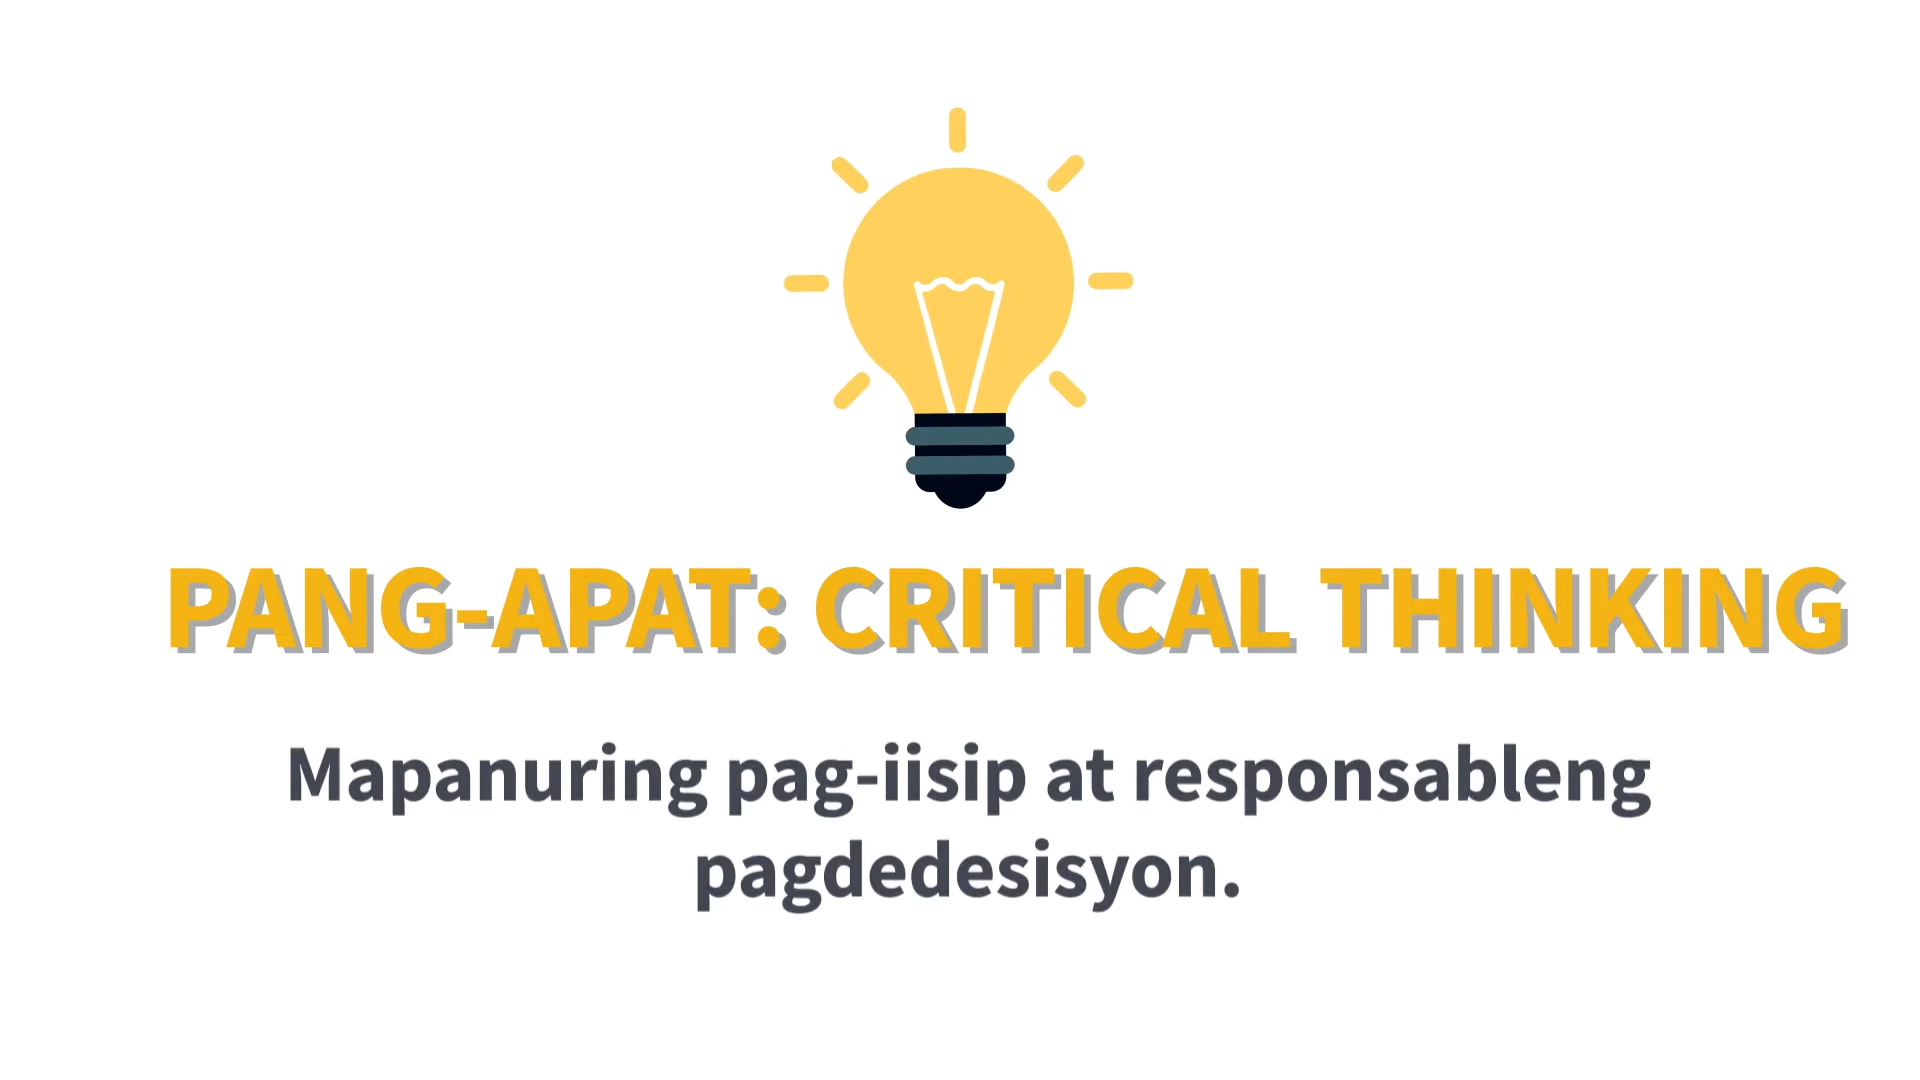 PANG-APAT: CRITICAL THINKING
Mapanuring pag-iisip at responsableng
pagdedesisyon.